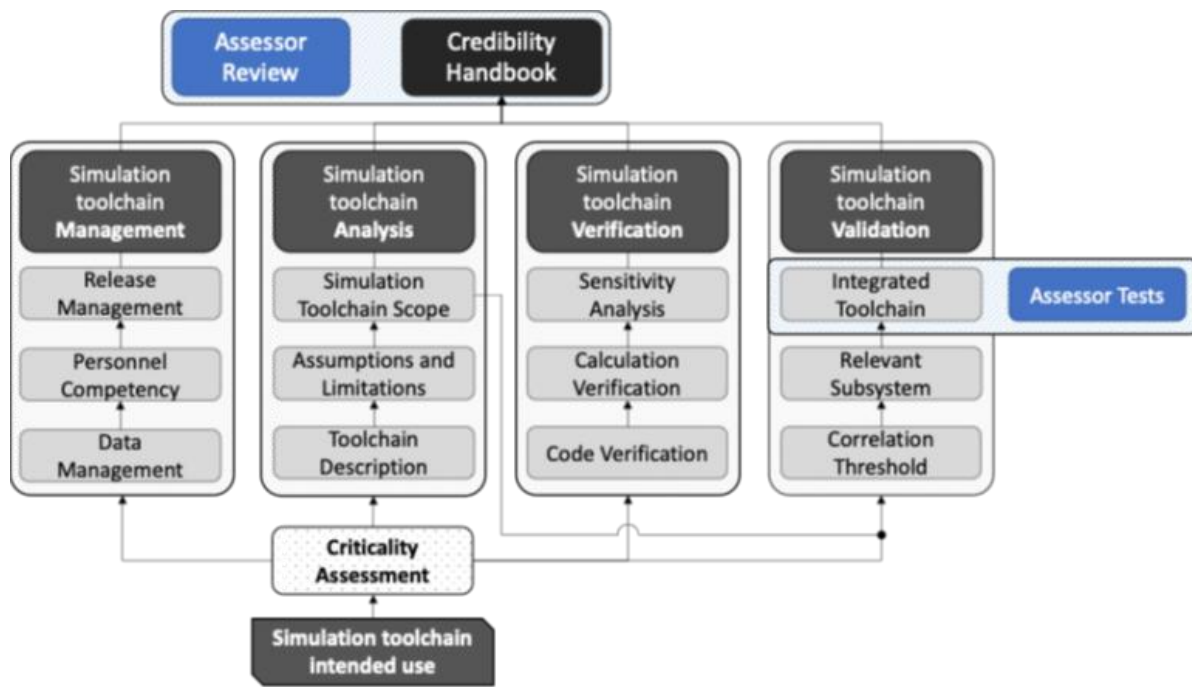 Assessor
Review
Credibility
Handbook
Simulation
toolchain
Management
Release
Management
Personnel
Competency
Data
Management
Simulation
toolchain
Analysis
Simulation
Toolchain Scope
Assumptions and
Limitations
Toolchain
Description
Simulation
toolchain
Verification
Sensitivity
Analysis
Calculation
Verification
Code Verification
Simulation
toolchain
Validation
Integrated
Toolchain
Assessor Tests
Relevant
Subsystem
Correlation
Threshold
Criticality
Assessment
Simulation toolchain
intended use